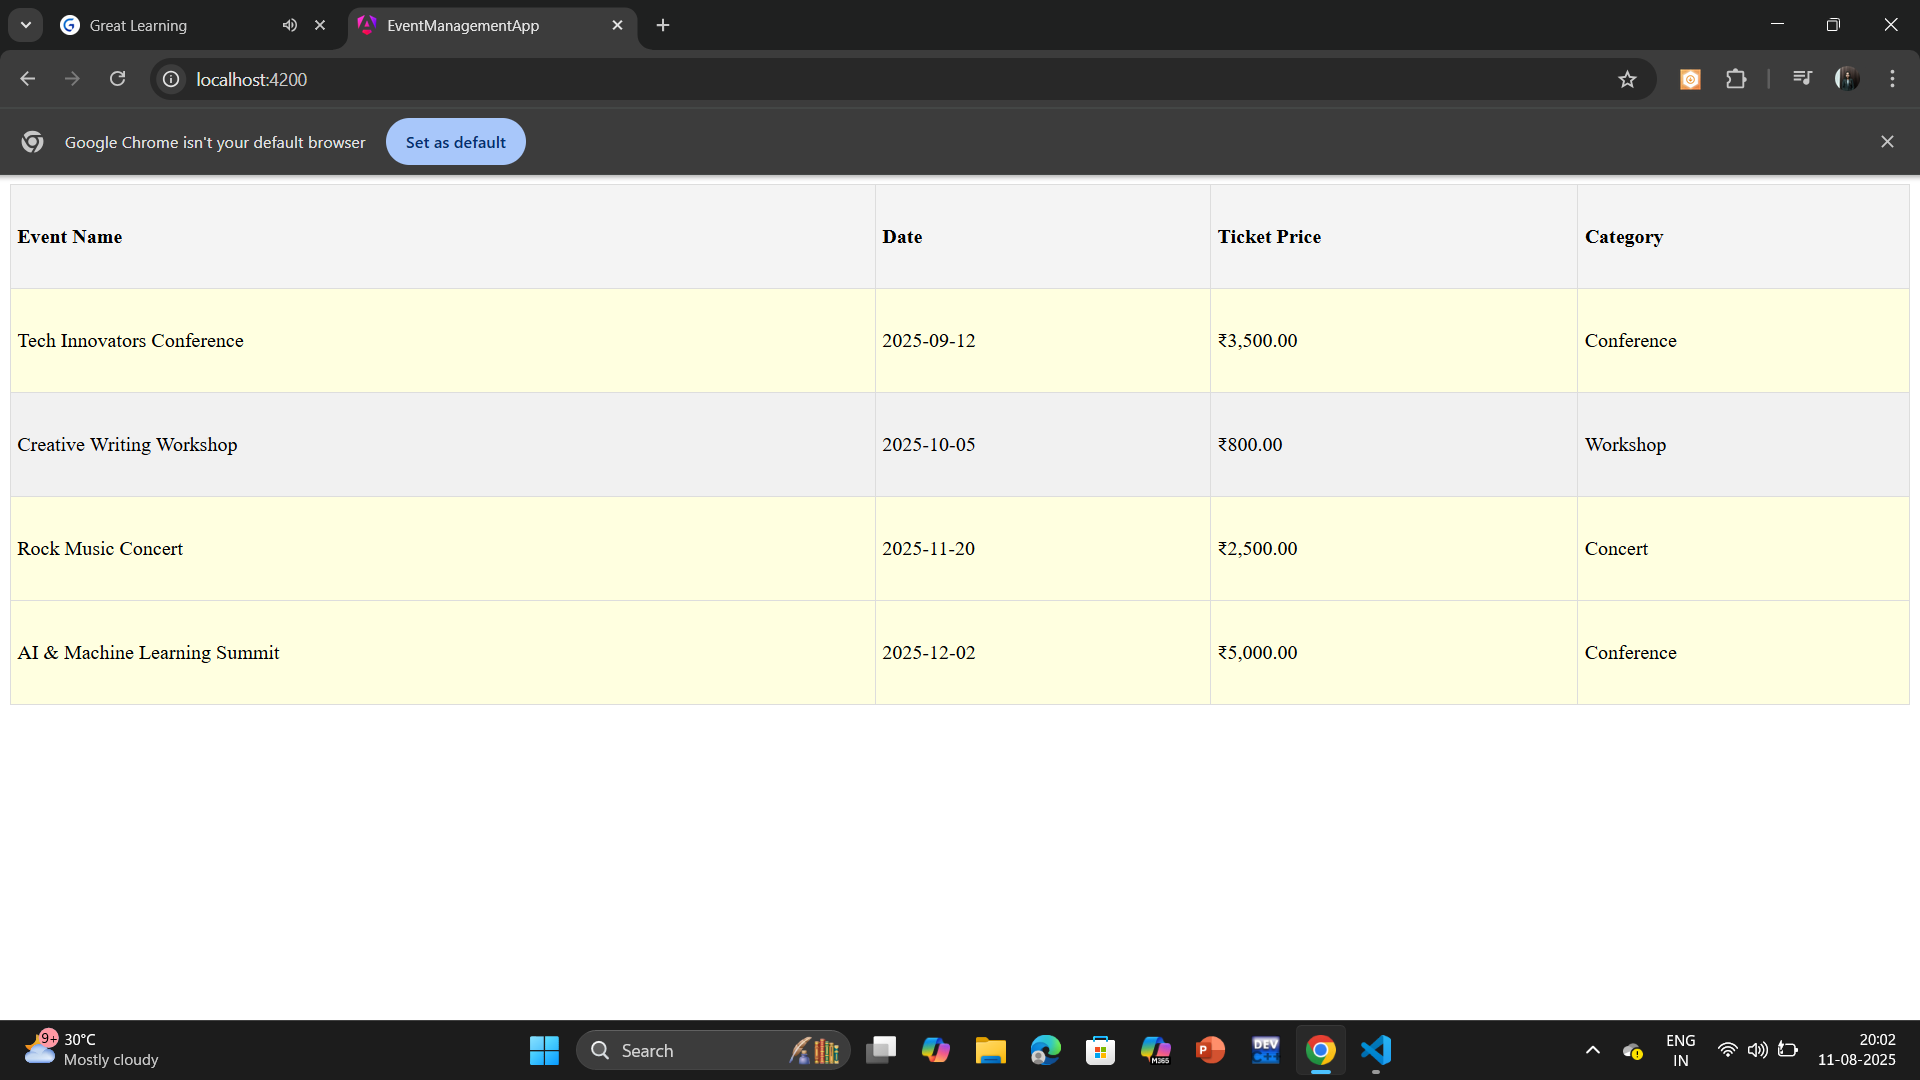 Great Learning
EventManagementApp
localhost:4200
Google Chrome isn't your default browser
Set as default
Event Name Date Ticket Price Category
Tech Innovators Conference 2025-09-12 ₹3,500.00 Conference
Creative Writing Workshop 2025-10-05 ₹800.00 Workshop
Rock Music Concert 2025-11-20 ₹2,500.00 Concert
AI & Machine Learning Summit 2025-12-02 ₹5,000.00 Conference
9+
30°C
Mostly cloudy
Search
M365
P
DEV
C++
ENG
IN
20:02
11-08-2025